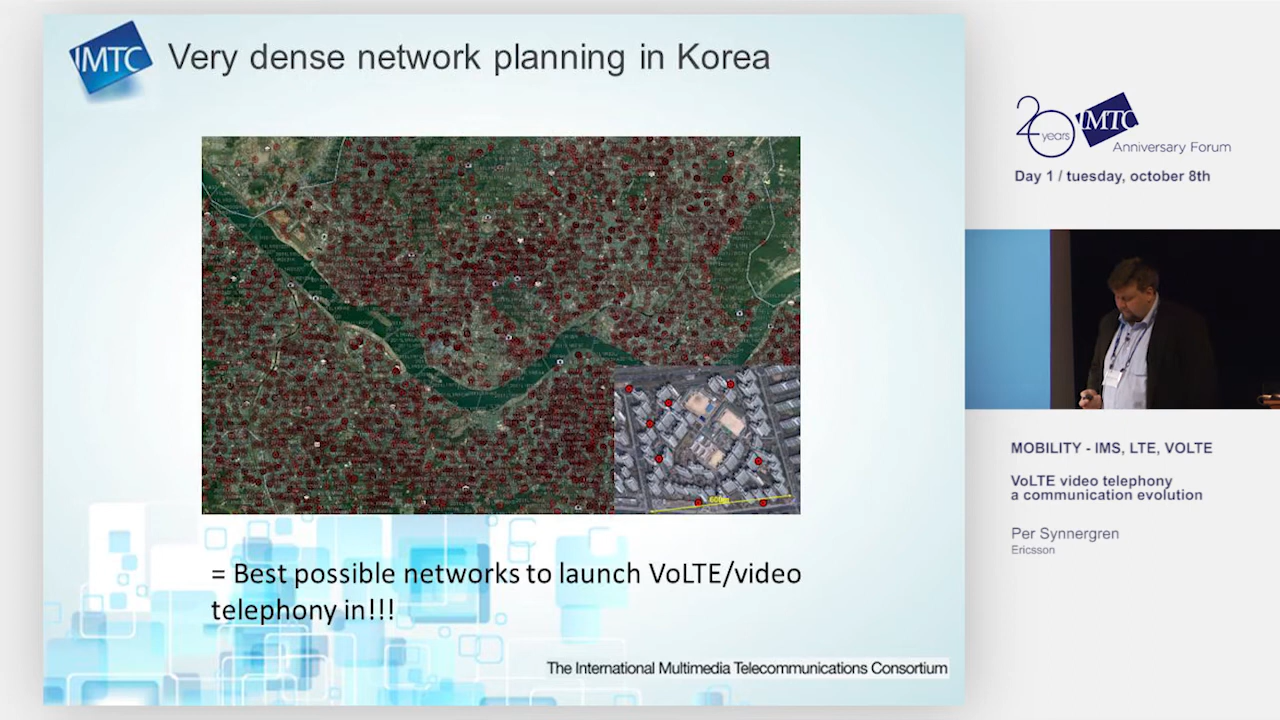 IMTC
Very dense network planning in Korea
= Best possible networks to launch VoLTE/video
telephony in!!!
The International Multimedia Telecommunications Consortium
20 years
IMTC
Anniversary Forum
Day 1 / tuesday, october 8th
MOBILITY - IMS, LTE, VOLTE
VoLTE video telephony
a communication evolution
Per Synnergren
Ericsson